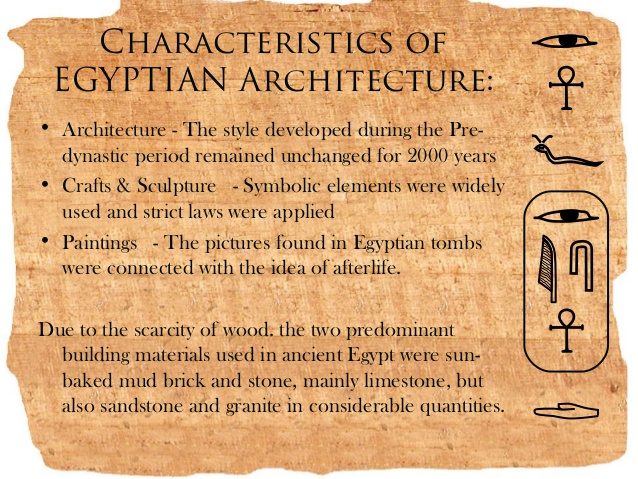 CHARACTERISTICS OF
EGYPTIAN ARCHITECTURE:
• Architecture - The style developed during the Pre-
dynastic period remained unchanged for 2000 years
• Crafts & Sculpture - Symbolic elements were widely
used and strict laws were applied
• Paintings - The pictures found in Egyptian tombs
were connected with the idea of afterlife.
Due to the scarcity of wood. the two predominant
building materials used in ancient Egypt were sun-
baked mud brick and stone, mainly limestone, but
also sandstone and granite in considerable quantities.